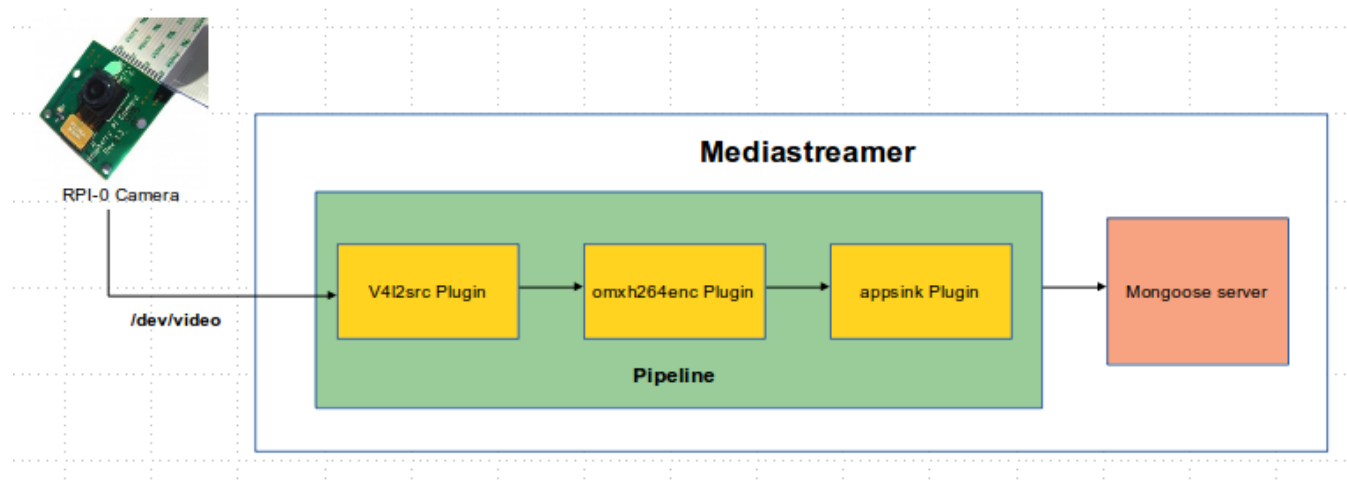 RPI-0 Camera
/dev/video
Mediastreamer
V4l2src Plugin
omxh264enc Plugin
appsink Plugin
Pipeline
Mongoose server